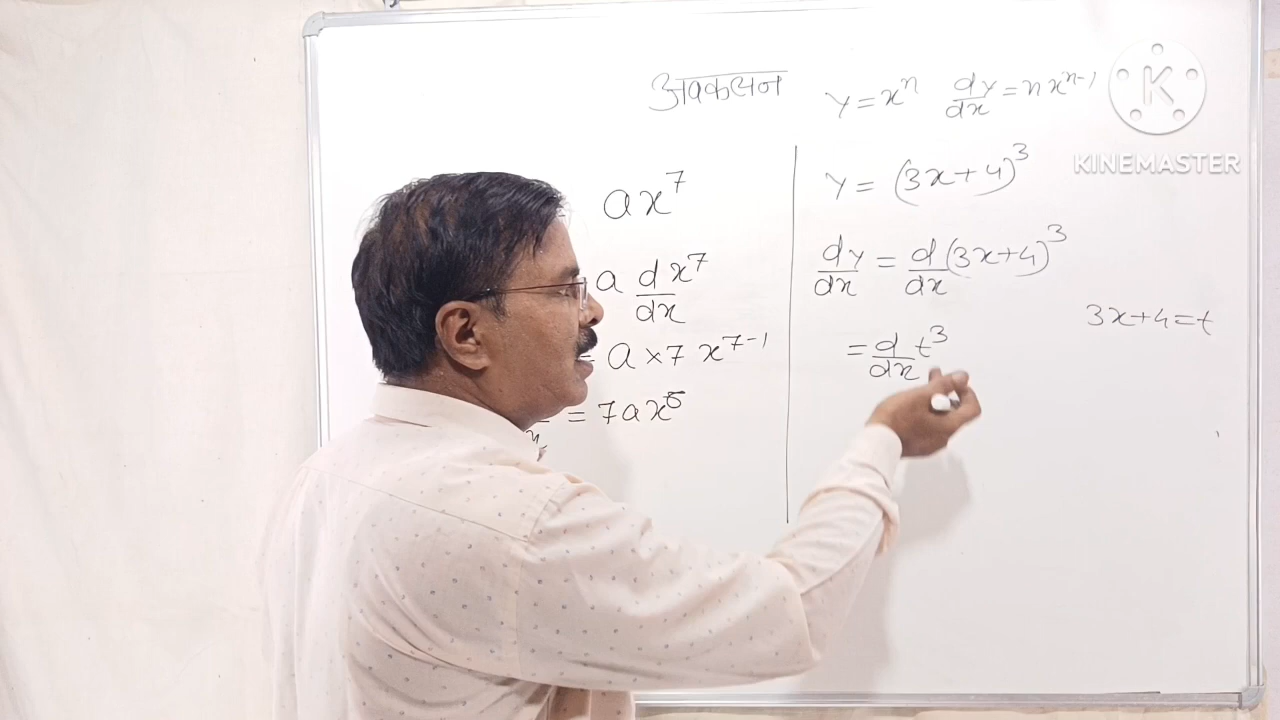 अवकलन
y = xⁿ dy/dx = nxⁿ⁻¹
ax⁷
a d/dx x⁷
= a × 7 x⁷⁻¹
= 7ax⁶
y = (3x+4)³
dy/dx = d/dx (3x+4)³
3x+4=t
= d/dx t³
K
KINEMASTER